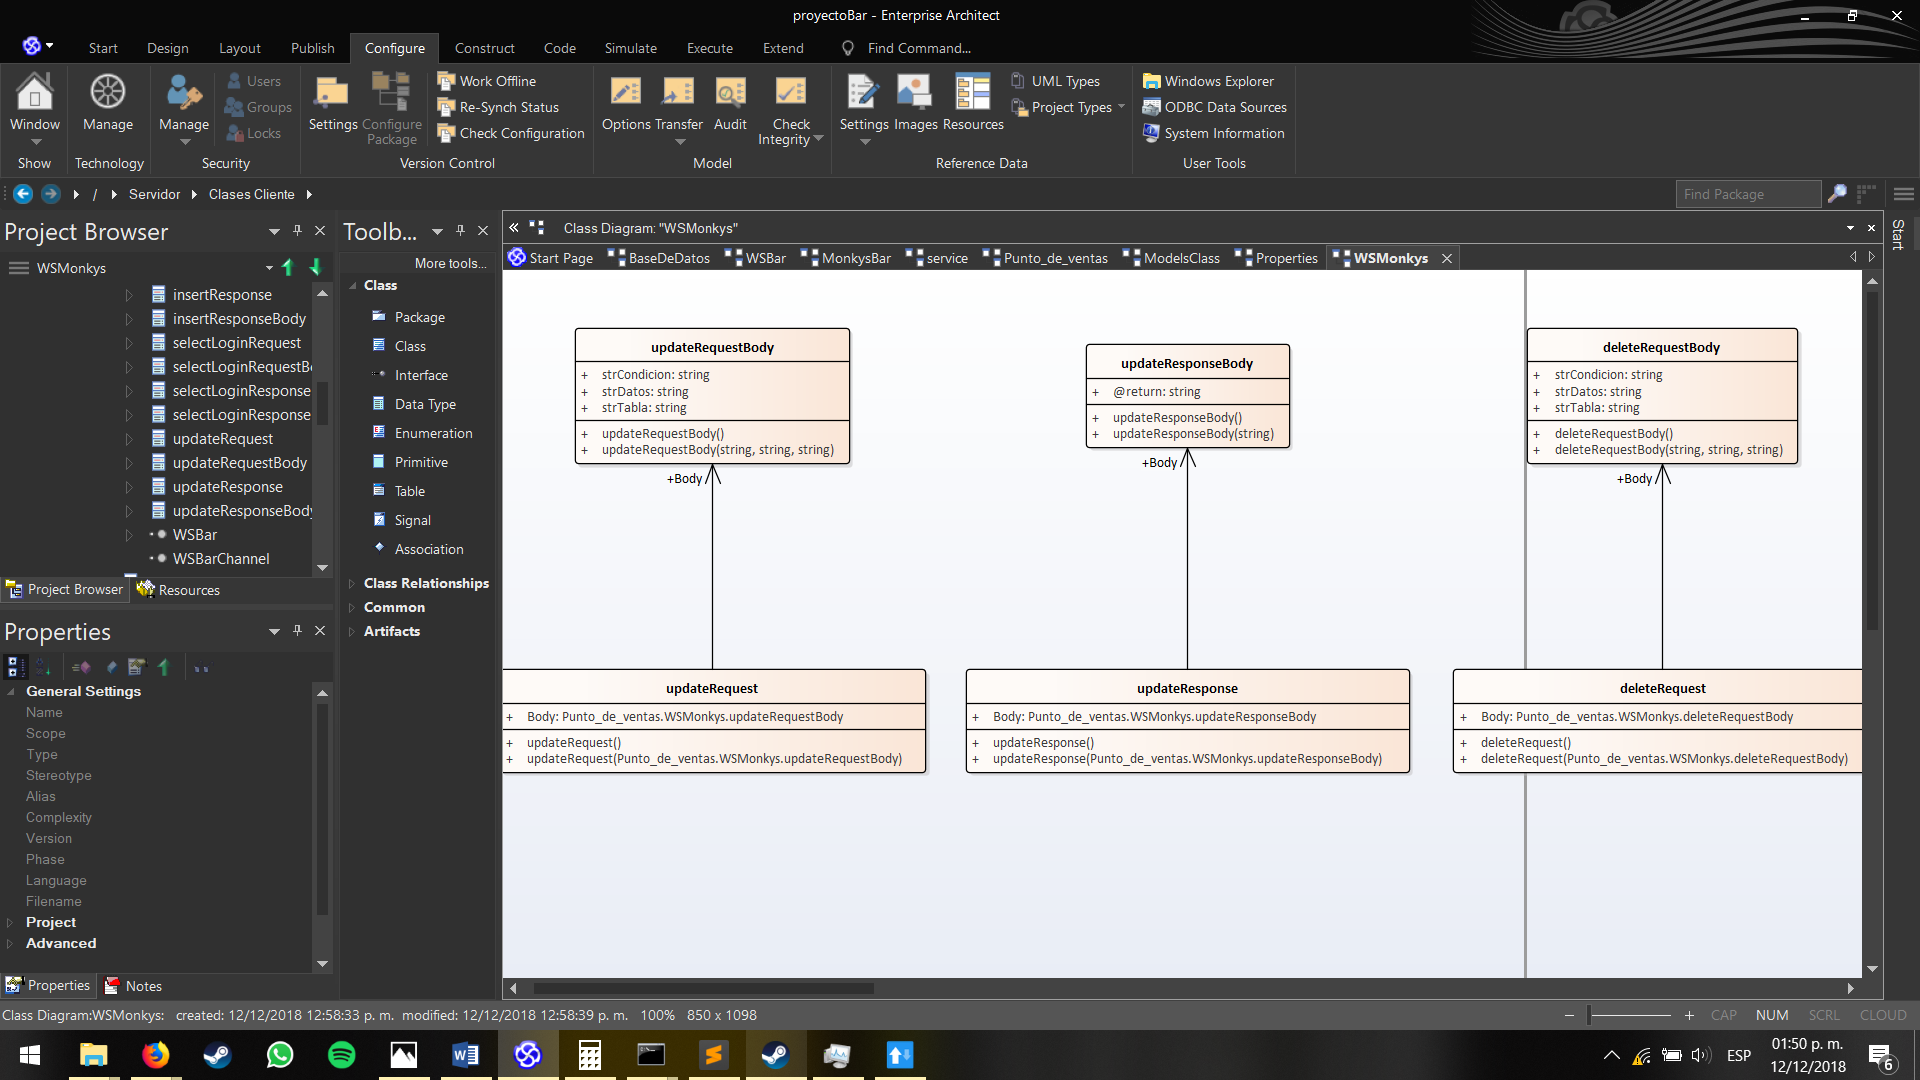 proyectoBar - Enterprise Architect
Start Design Layout Publish Configure Construct Code Simulate Execute Extend Find Command...
Window
Show
Manage
Technology
Manage
Users
Groups
Locks
Security
Settings
Configure Package
Work Offline
Re-Synch Status
Check Configuration
Version Control
Options Transfer Audit Check Integrity
Model
Settings Images Resources
UML Types
Project Types
Reference Data
Windows Explorer
ODBC Data Sources
System Information
User Tools
/ Servidor Clases Cliente
Find Package
Project Browser
WSMonkys
insertResponse
insertResponseBody
selectLoginRequest
selectLoginRequestB
selectLoginResponse
selectLoginResponse
updateRequest
updateRequestBody
updateResponse
updateResponseBody
WSBar
WSBarChannel
Project Browser Resources
Properties
General Settings
Name
Scope
Type
Stereotype
Alias
Complexity
Version
Phase
Language
Filename
Project
Advanced
Properties Notes
Toolb...
More tools...
Class
Package
Class
Interface
Data Type
Enumeration
Primitive
Table
Signal
Association
Class Relationships
Common
Artifacts
Class Diagram: "WSMonkys"
Start Page BaseDeDatos WSBar MonkysBar service Punto_de_ventas ModelsClass Properties WSMonkys
Start
updateRequestBody
+ strCondicion: string
+ strDatos: string
+ strTabla: string
+ updateRequestBody()
+ updateRequestBody(string, string, string)
+Body
updateRequest
+ Body: Punto_de_ventas.WSMonkys.updateRequestBody
+ updateRequest()
+ updateRequest(Punto_de_ventas.WSMonkys.updateRequestBody)
updateResponseBody
+ @return: string
+ updateResponseBody()
+ updateResponseBody(string)
+Body
updateResponse
+ Body: Punto_de_ventas.WSMonkys.updateResponseBody
+ updateResponse()
+ updateResponse(Punto_de_ventas.WSMonkys.updateResponseBody)
deleteRequestBody
+ strCondicion: string
+ strDatos: string
+ strTabla: string
+ deleteRequestBody()
+ deleteRequestBody(string, string, string)
+Body
deleteRequest
+ Body: Punto_de_ventas.WSMonkys.deleteRequestBody
+ deleteRequest()
+ deleteRequest(Punto_de_ventas.WSMonkys.deleteRequestBody)
Class Diagram:WSMonkys: created: 12/12/2018 12:58:33 p. m. modified: 12/12/2018 12:58:39 p. m. 100% 850 x 1098
CAP NUM SCRL CLOUD
ESP
01:50 p. m.
12/12/2018
6